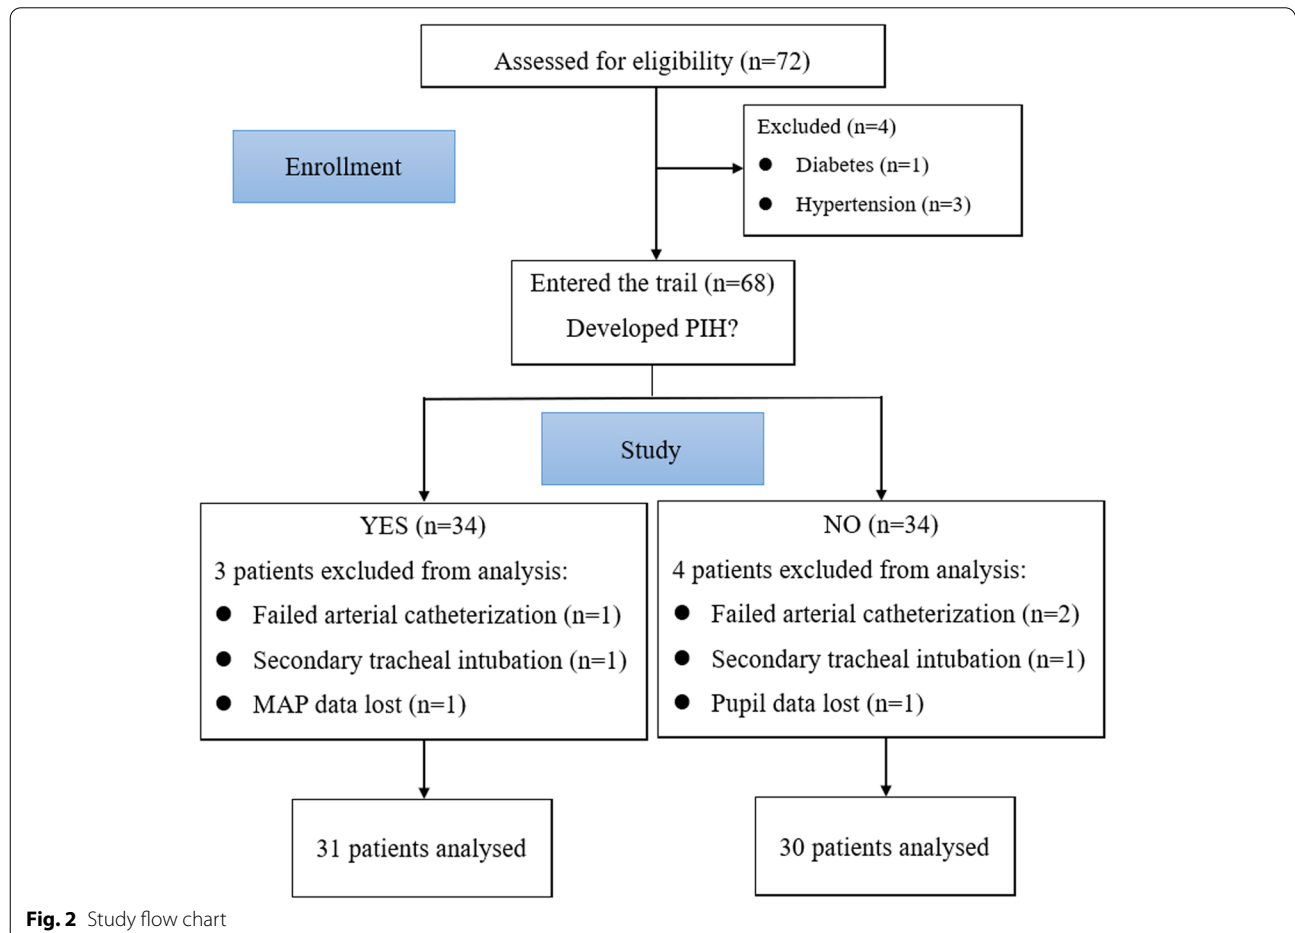 Assessed for eligibility (n=72)
Enrollment
Excluded (n=4)
● Diabetes (n=1)
● Hypertension (n=3)
Entered the trail (n=68)
Developed PIH?
Study
YES (n=34)
3 patients excluded from analysis:
● Failed arterial catheterization (n=1)
● Secondary tracheal intubation (n=1)
● MAP data lost (n=1)
NO (n=34)
4 patients excluded from analysis:
● Failed arterial catheterization (n=2)
● Secondary tracheal intubation (n=1)
● Pupil data lost (n=1)
31 patients analysed
30 patients analysed
Fig. 2 Study flow chart